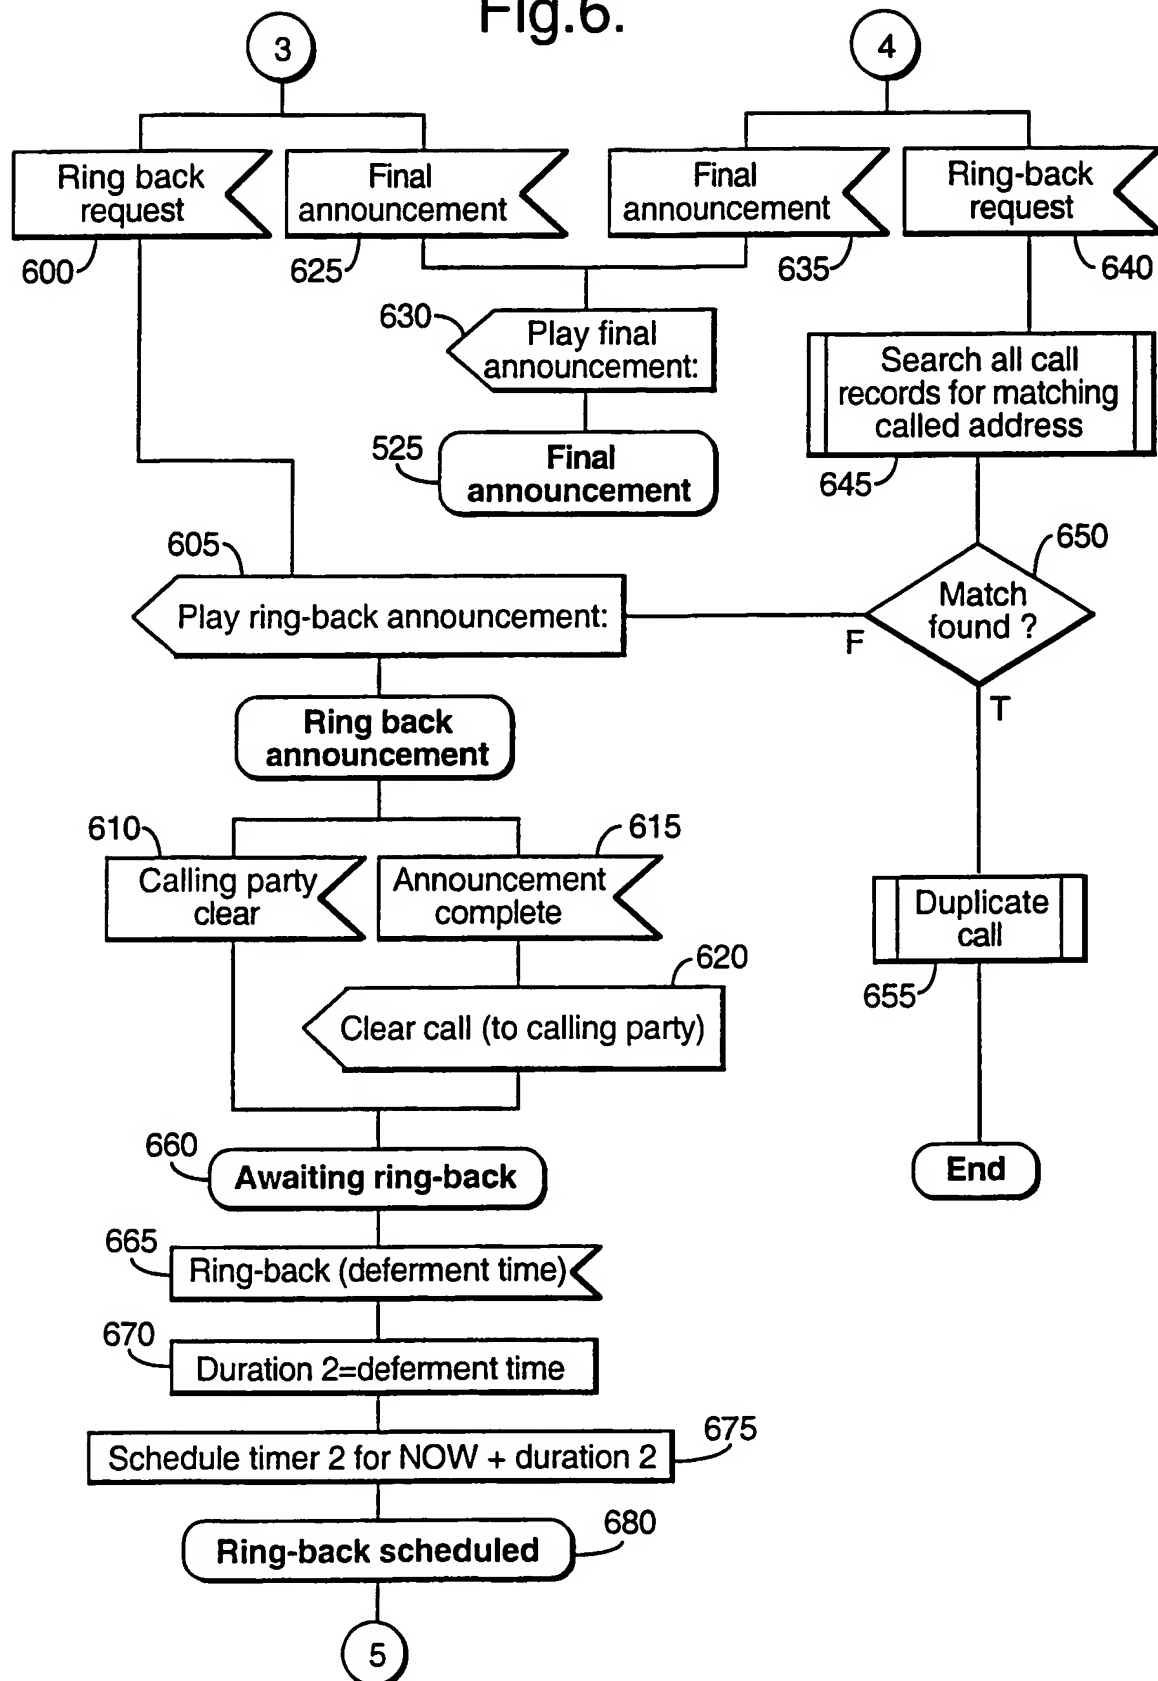 Fig.6.
3
4
Ring back
request
600
Final
announcement
625
Final
announcement
635
Ring-back
request
640
630
Play final
announcement:
525
Final
announcement
Search all call
records for matching
called address
645
605
Play ring-back announcement:
650
Match
found ?
F
T
Ring back
announcement
610
Calling party
clear
615
Announcement
complete
620
Clear call (to calling party)
Duplicate
call
655
660
Awaiting ring-back
End
665
Ring-back (deferment time)
670
Duration 2=deferment time
Schedule timer 2 for NOW + duration 2
675
Ring-back scheduled
680
5